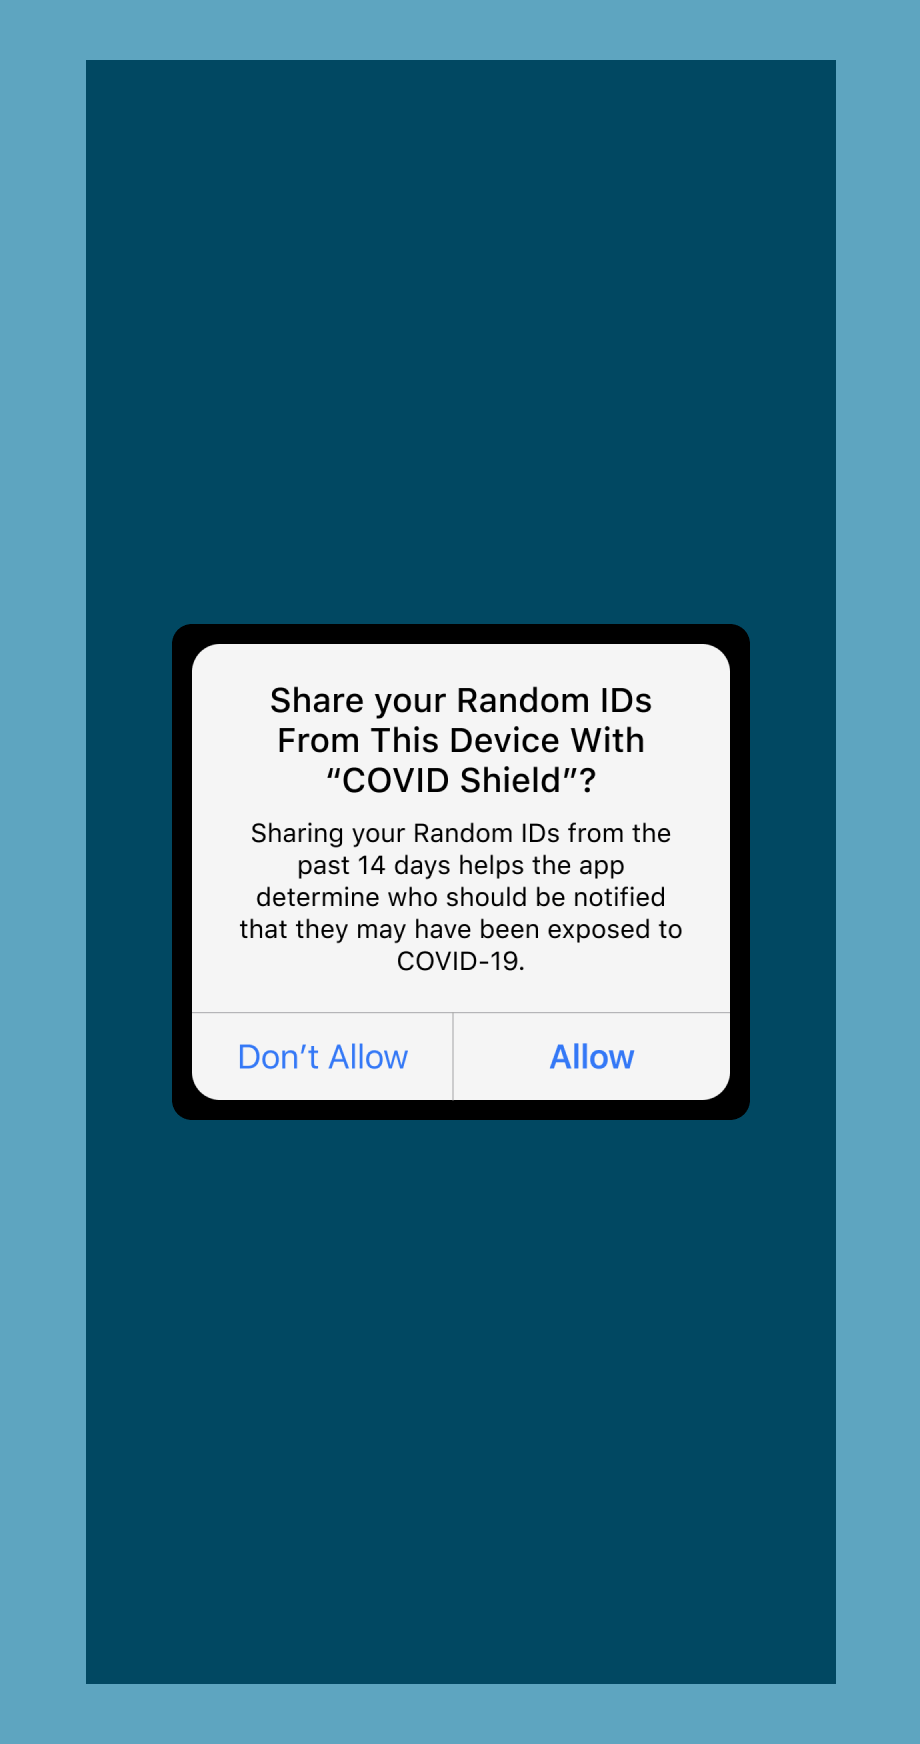 Share your Random IDs
From This Device With
“COVID Shield”?
Sharing your Random IDs from the
past 14 days helps the app
determine who should be notified
that they may have been exposed to
COVID-19.
Don’t Allow
Allow